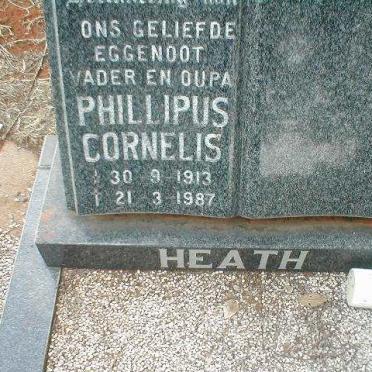 ONS GELIEFDE
EGGENOOT
VADER EN OUPA
PHILLIPUS
CORNELIS
* 30 9 1913
† 21 3 1987
HEATH